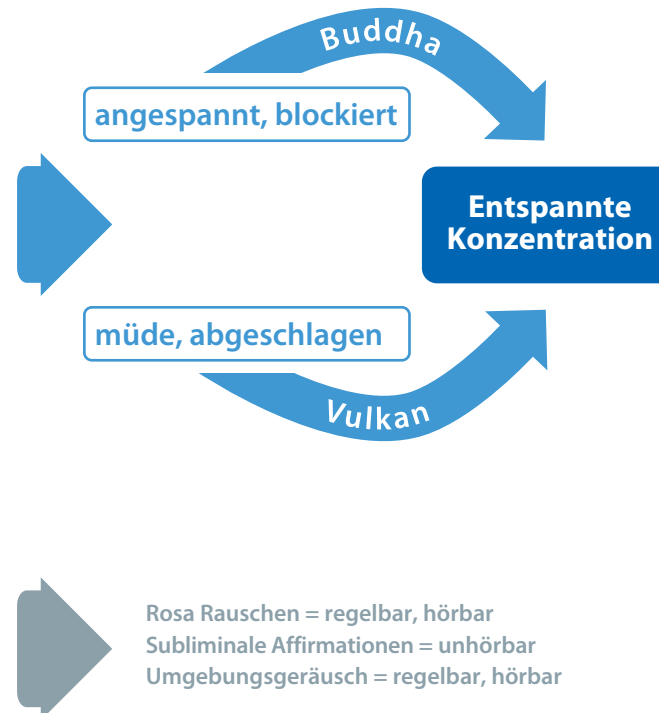 Buddha
angespannt, blockiert
Entspannte
Konzentration
müde, abgeschlagen
Vulkan
Rosa Rauschen = regelbar, hörbar
Subliminale Affirmationen = unhörbar
Umgebungsgeräusch = regelbar, hörbar